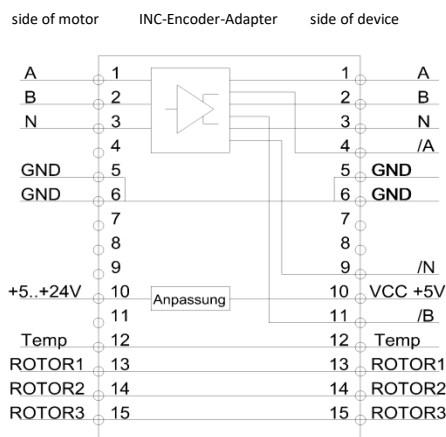 side of motor INC-Encoder-Adapter side of device
A 1 1 A
B 2 2 B
N 3 3 N
4 4 /A
GND 5 5 GND
GND 6 6 GND
7 7
8 8
9 9 /N
+5..+24V 10 Anpassung 10 VCC +5V
11 11 /B
Temp 12 12 Temp
ROTOR1 13 13 ROTOR1
ROTOR2 14 14 ROTOR2
ROTOR3 15 15 ROTOR3